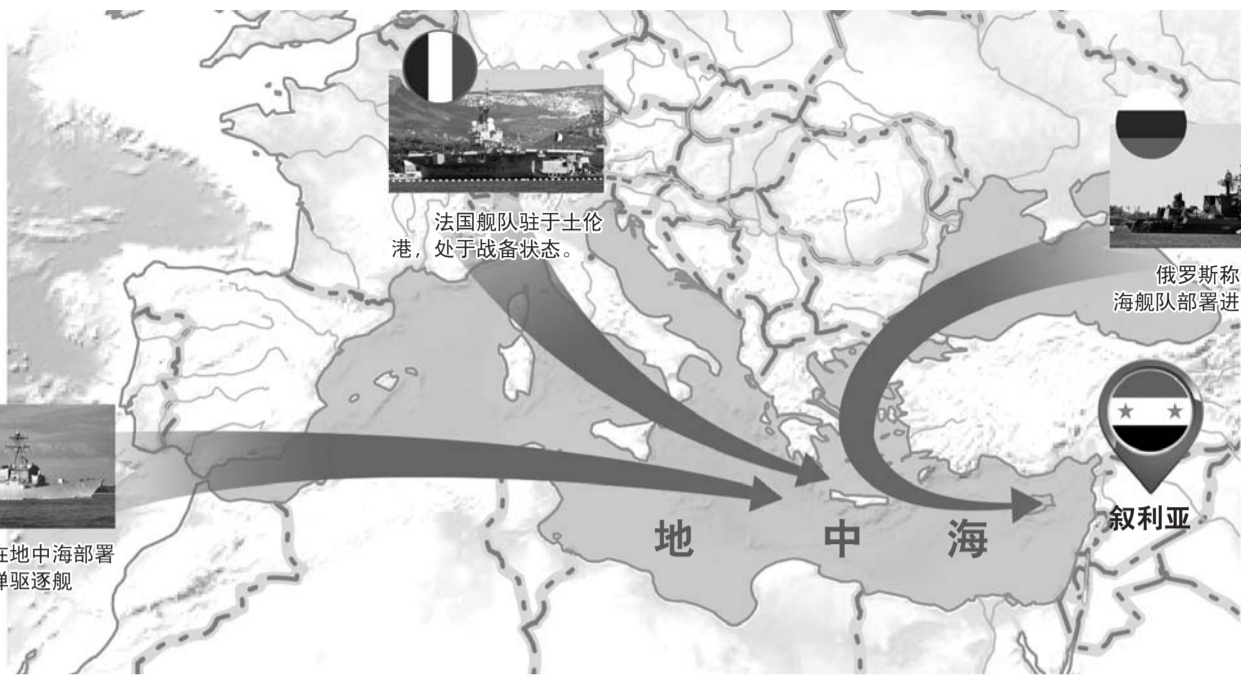 法国舰队驻于土伦
港，处于战备状态。
俄罗斯称
海舰队部署进
叙利亚
地 中 海
在地中海部署
弹驱逐舰